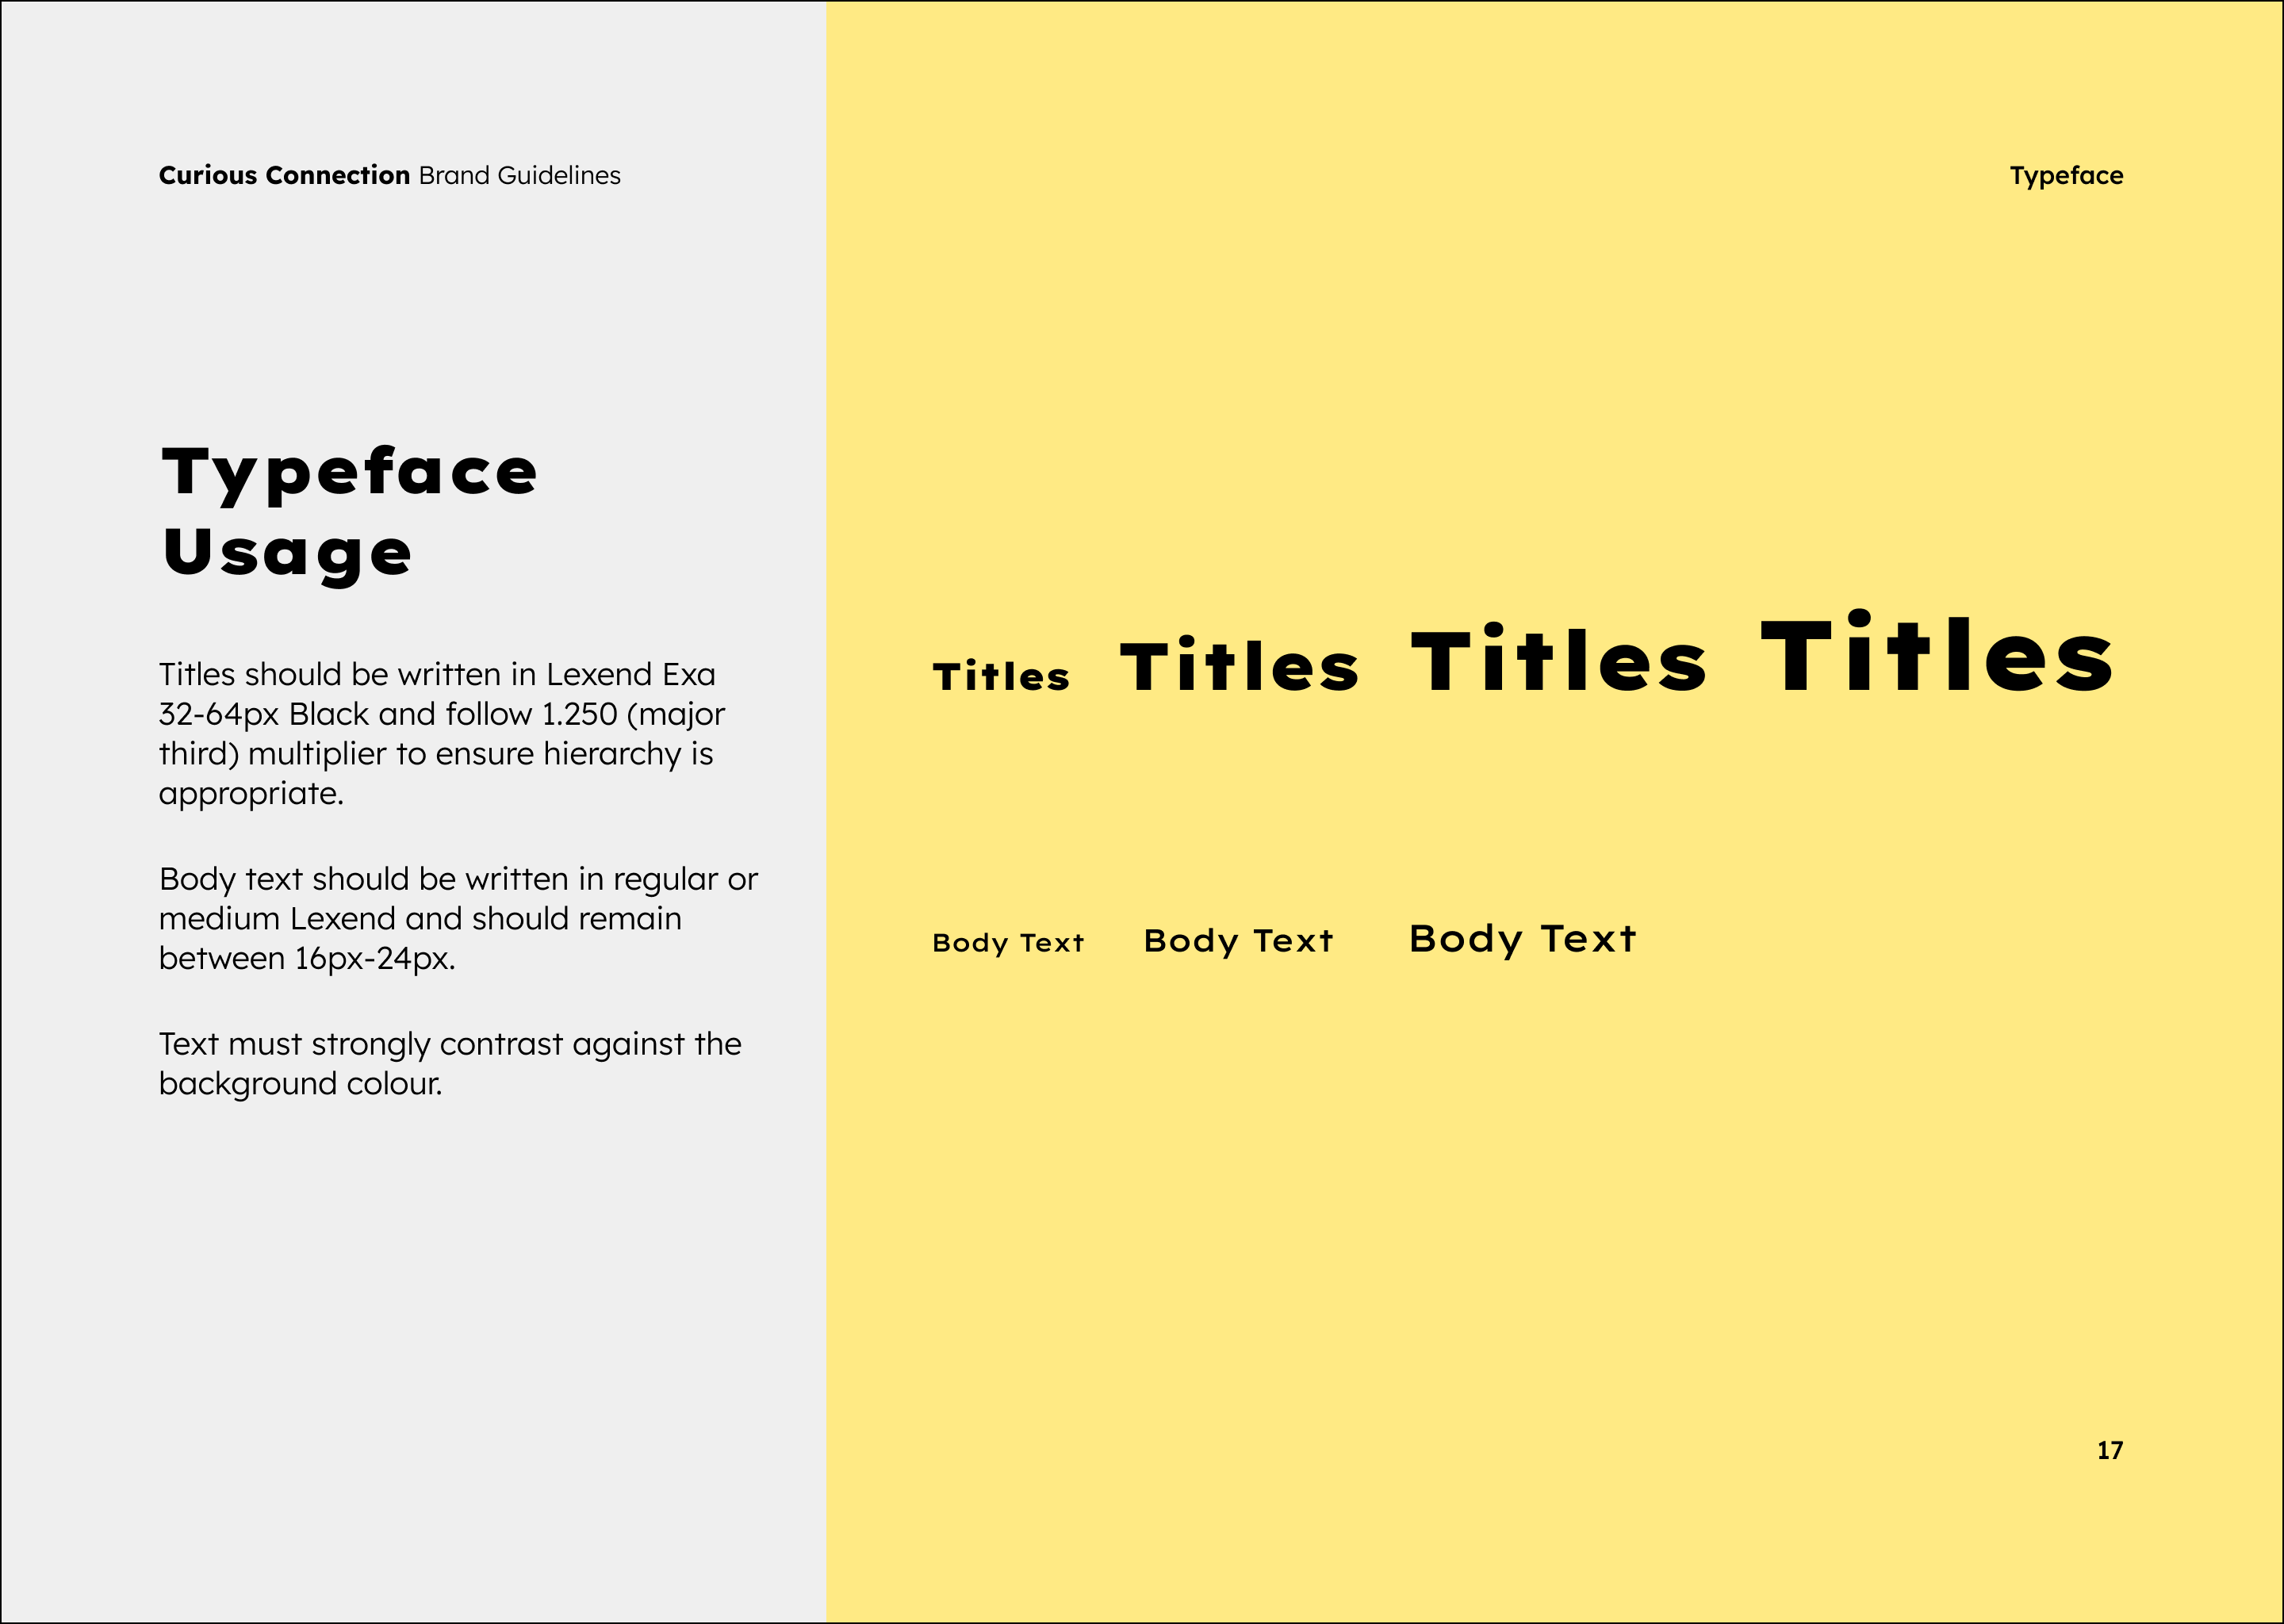 Curious Connection Brand Guidelines
Typeface
Typeface
Usage
Titles should be written in Lexend Exa
32-64px Black and follow 1.250 (major
third) multiplier to ensure hierarchy is
appropriate.
Body text should be written in regular or
medium Lexend and should remain
between 16px-24px.
Text must strongly contrast against the
background colour.
Titles Titles Titles Titles
Body Text Body Text Body Text
17